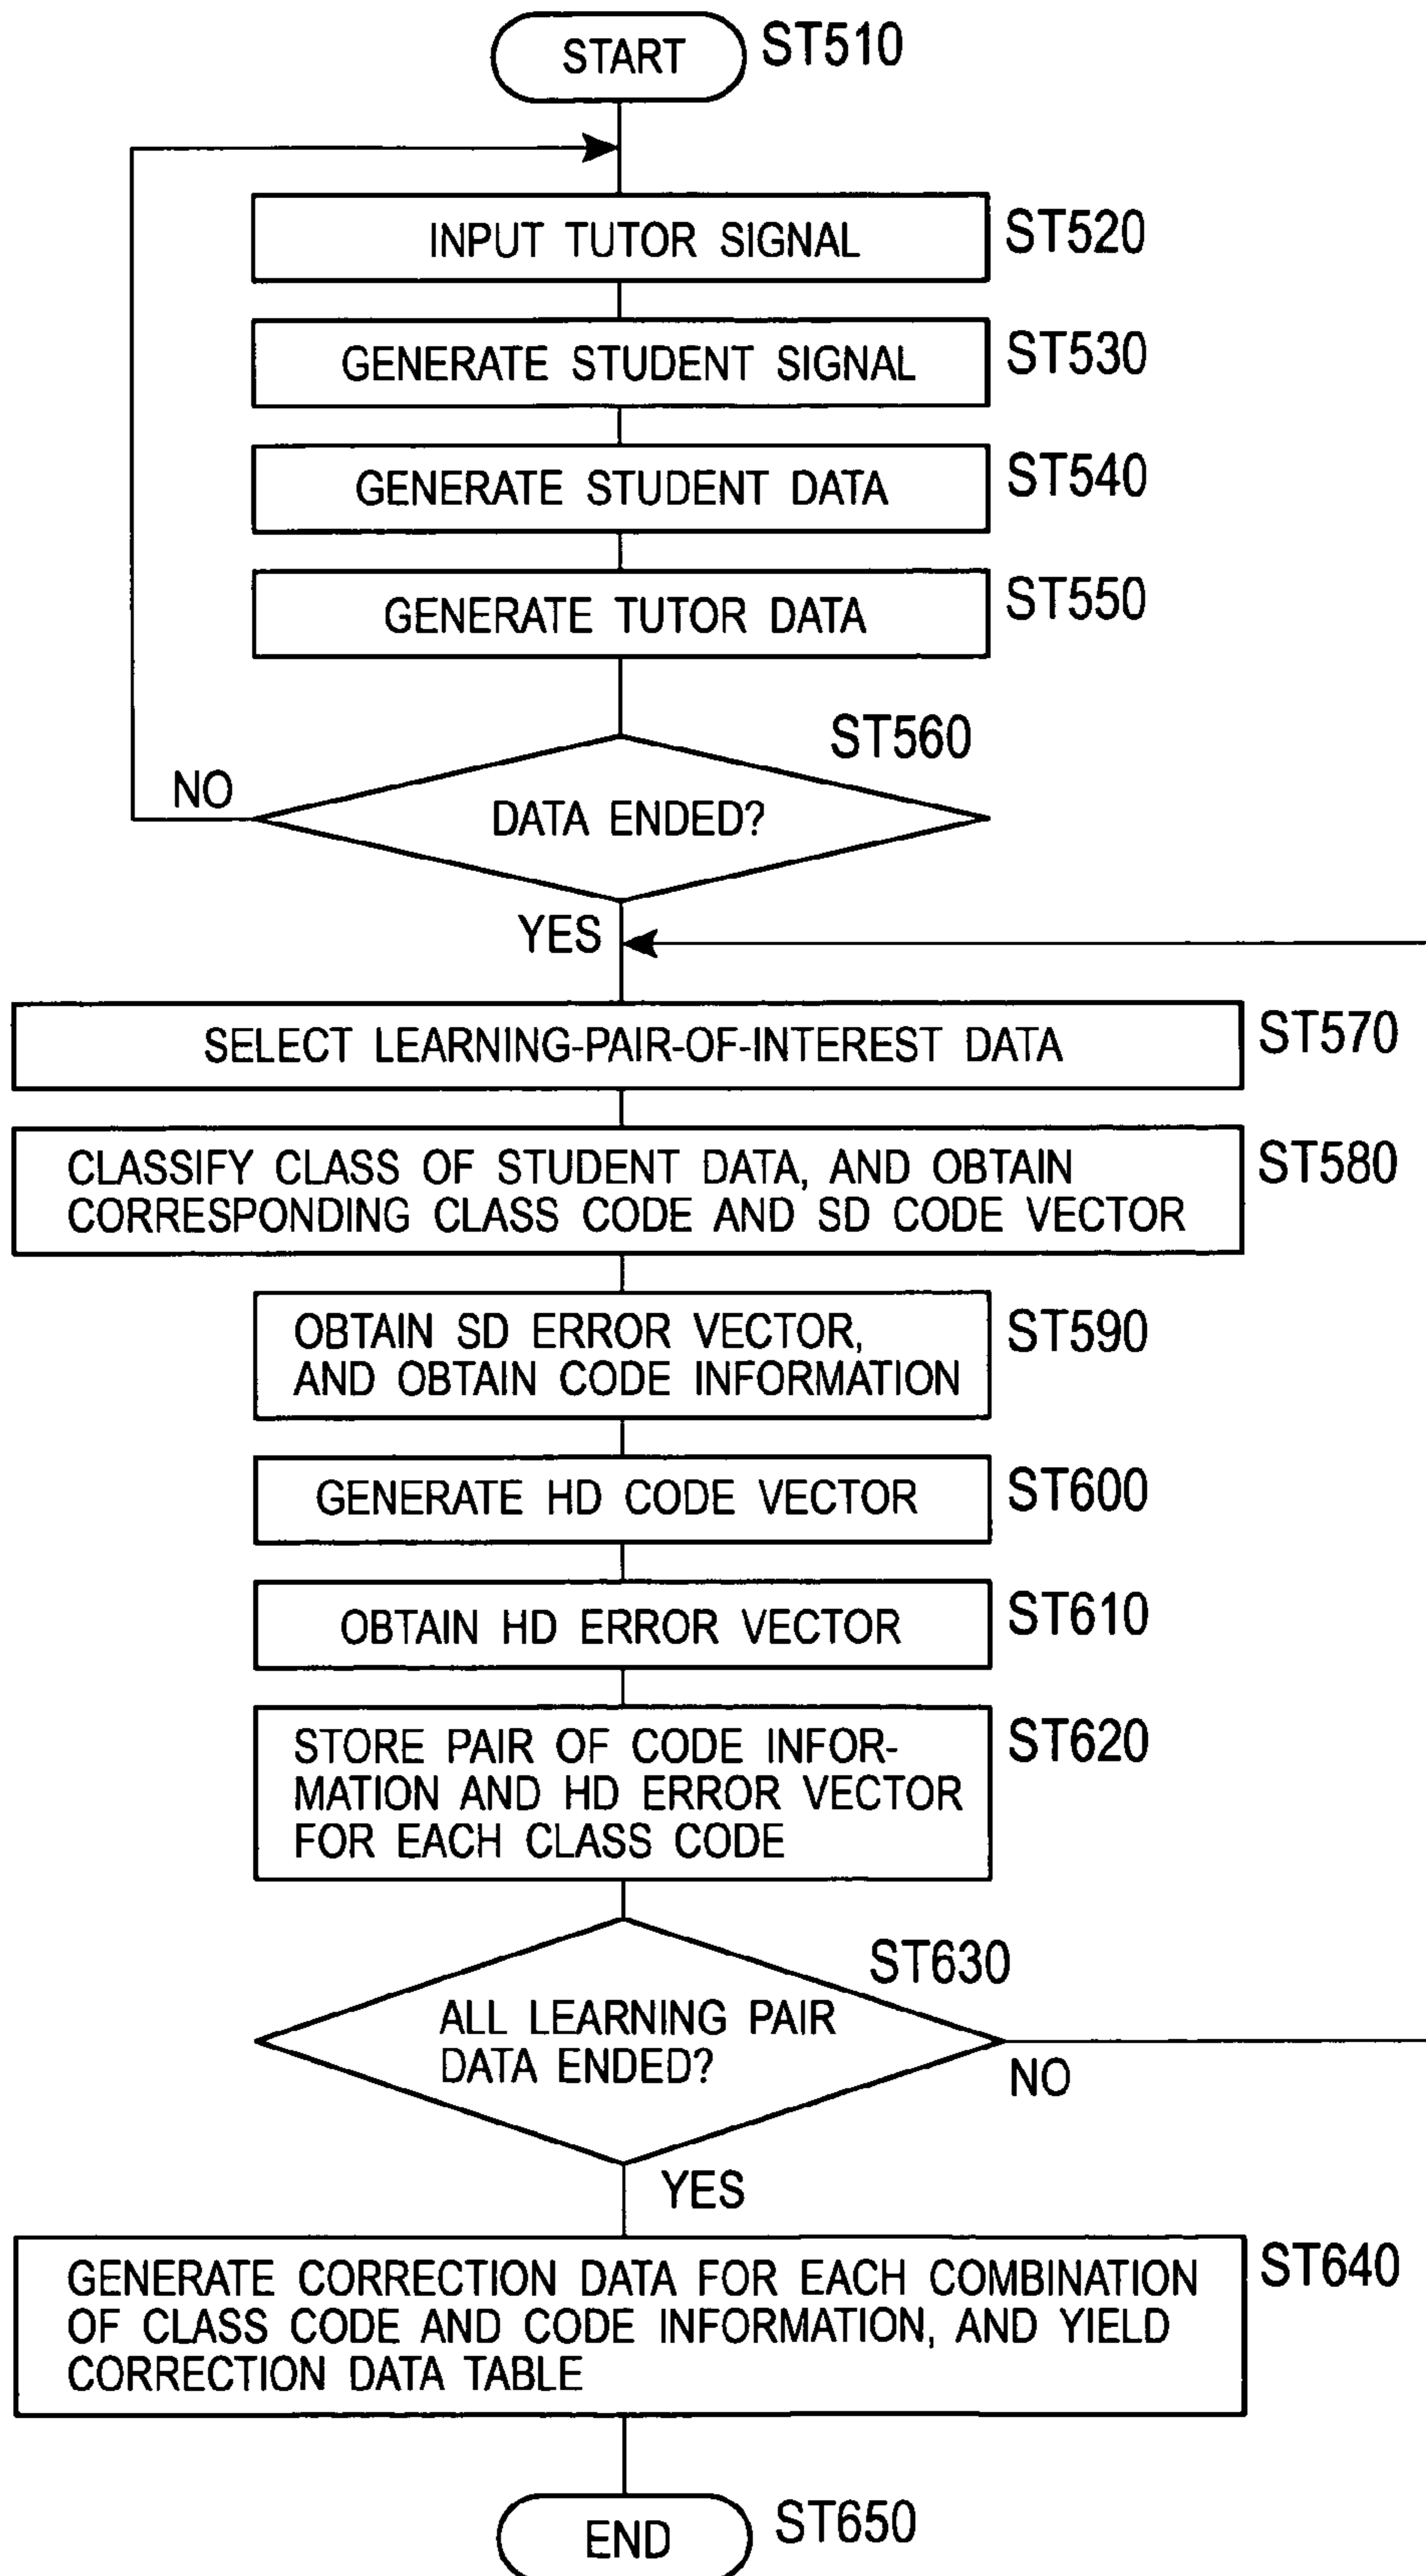 START
ST510
INPUT TUTOR SIGNAL
ST520
GENERATE STUDENT SIGNAL
ST530
GENERATE STUDENT DATA
ST540
GENERATE TUTOR DATA
ST550
ST560
NO
DATA ENDED?
YES
SELECT LEARNING-PAIR-OF-INTEREST DATA
ST570
CLASSIFY CLASS OF STUDENT DATA, AND OBTAIN
CORRESPONDING CLASS CODE AND SD CODE VECTOR
ST580
OBTAIN SD ERROR VECTOR,
AND OBTAIN CODE INFORMATION
ST590
GENERATE HD CODE VECTOR
ST600
OBTAIN HD ERROR VECTOR
ST610
STORE PAIR OF CODE INFOR-
MATION AND HD ERROR VECTOR
FOR EACH CLASS CODE
ST620
ST630
ALL LEARNING PAIR
DATA ENDED?
NO
YES
GENERATE CORRECTION DATA FOR EACH COMBINATION
OF CLASS CODE AND CODE INFORMATION, AND YIELD
CORRECTION DATA TABLE
ST640
END
ST650